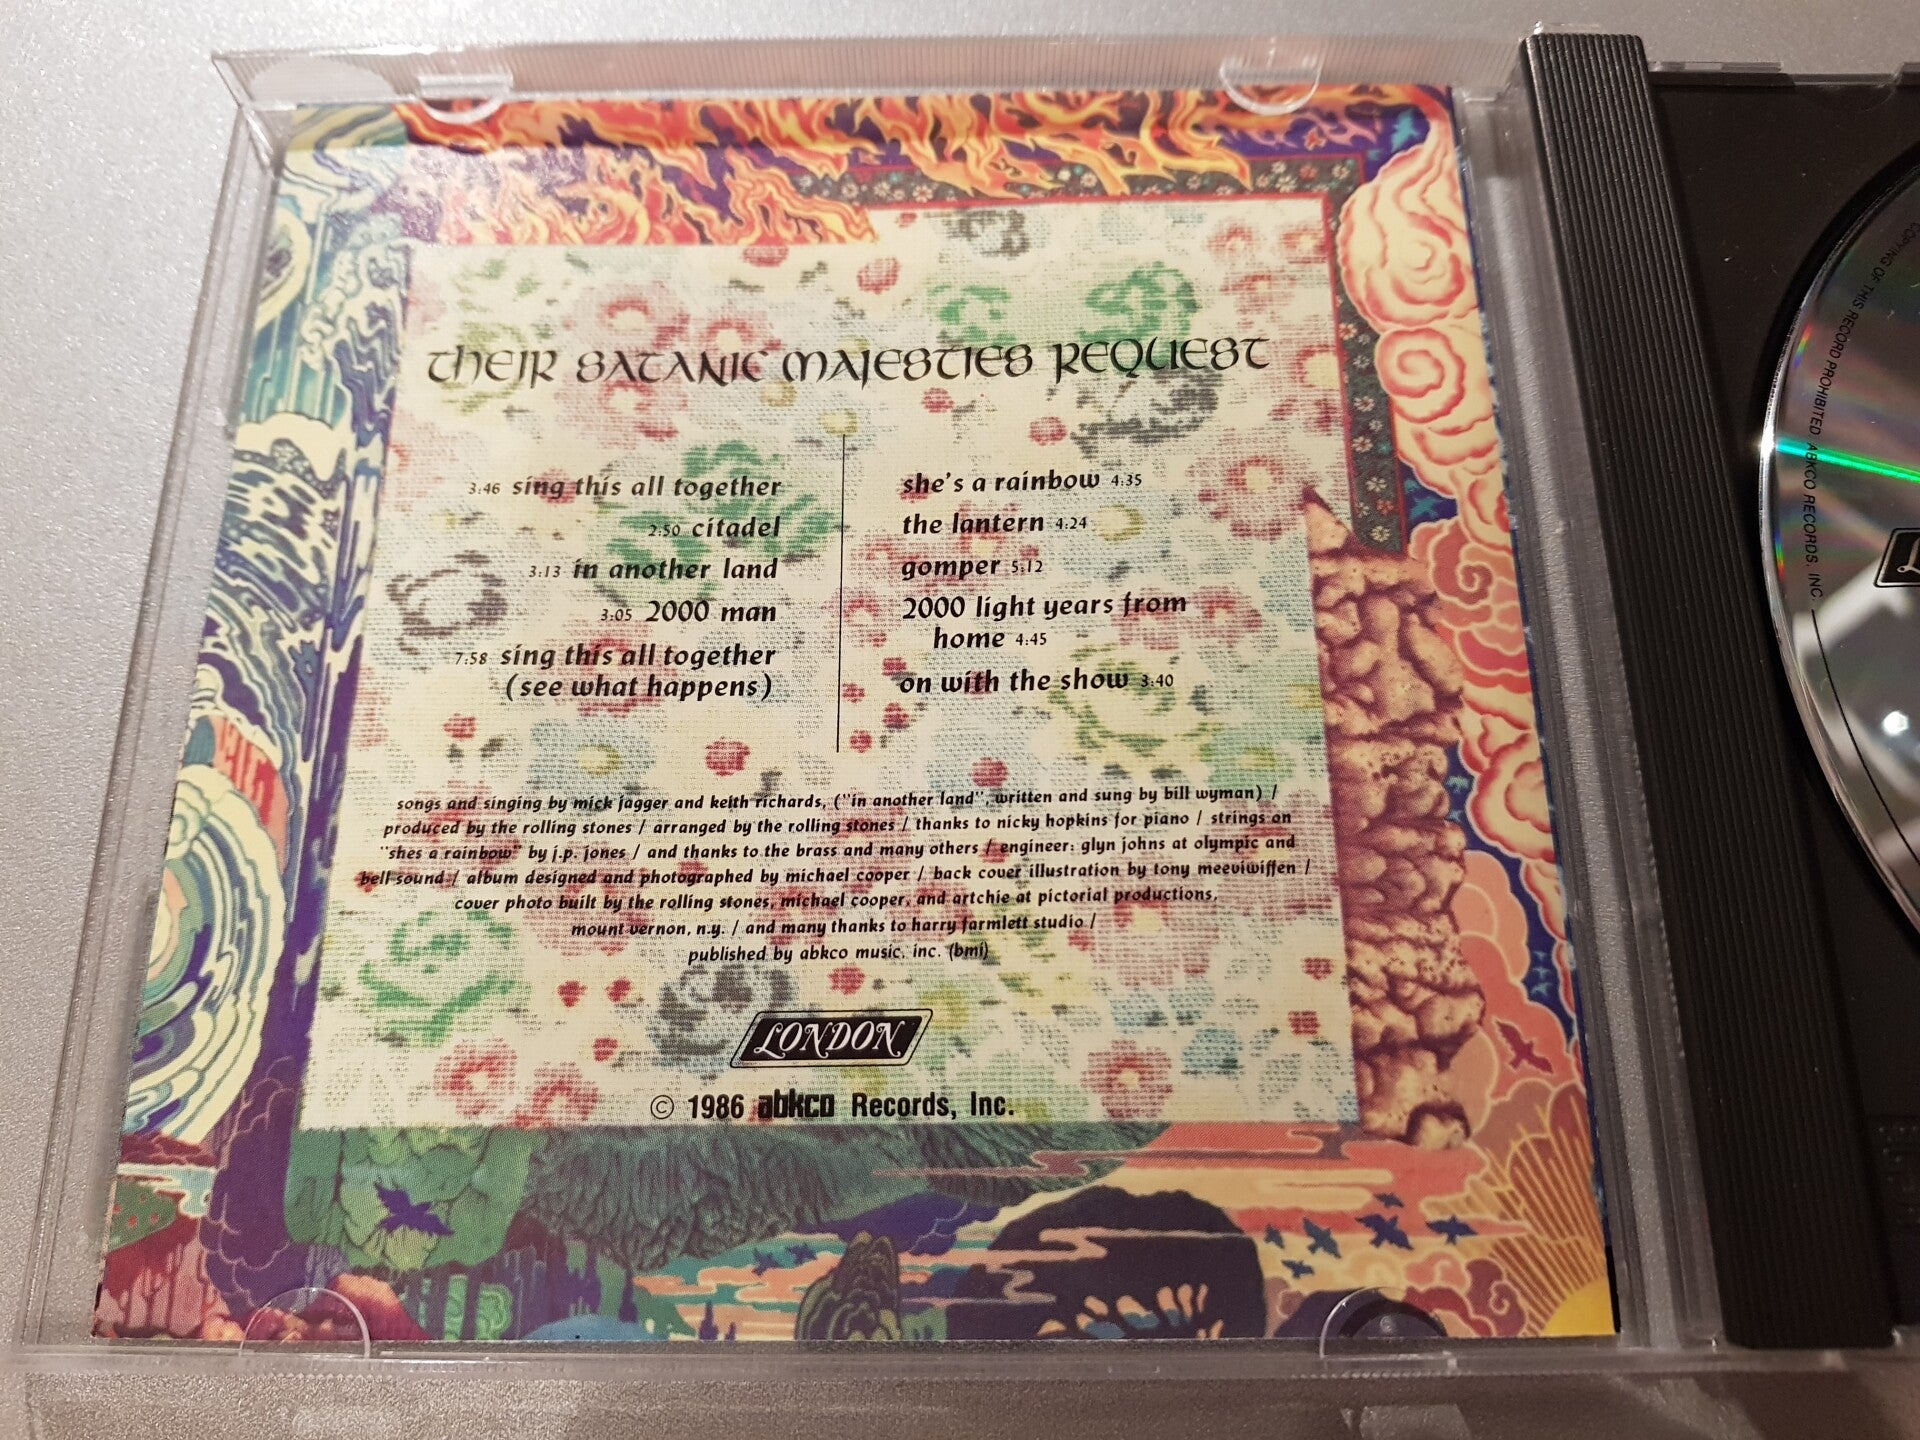 their satanic majesties request
3:46 sing this all together
2:50 citadel
3:13 in another land
3:05 2000 man
7:58 sing this all together
(see what happens)
she's a rainbow 4:35
the lantern 4:24
gomper 5:12
2000 light years from
home 4:45
on with the show 3:40
songs and singing by mick jagger and keith richards, ("in another land", written and sung by bill wyman) /
produced by the rolling stones / arranged by the rolling stones / thanks to nicky hopkins for piano / strings on
"shes a rainbow" by j.p. jones / and thanks to the brass and many others / engineer: glyn johns at olympic and
bell sound / album designed and photographed by michael cooper / back cover illustration by tony meeviwiffen /
cover photo built by the rolling stones, michael cooper, and artchie at pictorial productions,
mount vernon, n.y. / and many thanks to harry farmlett studio /
published by abkco music, inc. (bmi)
LONDON
© 1986 abkco Records, Inc.
COPYING OF THIS RECORD PROHIBITED ABKCO RECORDS, INC.